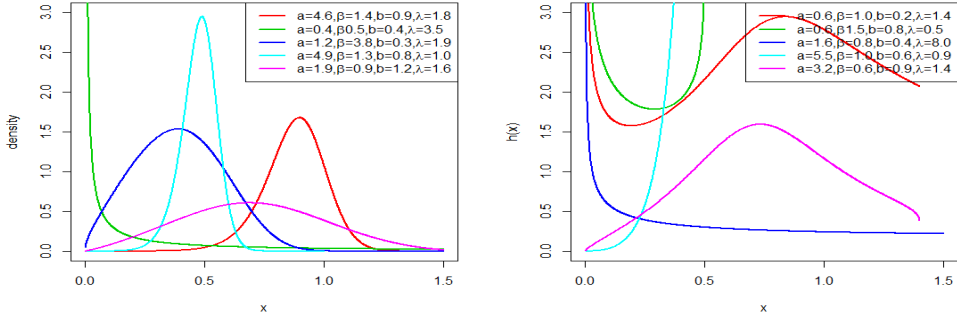 a=4.6,β=1.4,b=0.9,λ=1.8
a=0.4,β0.5,b=0.4,λ=3.5
a=1.2,β=3.8,b=0.3,λ=1.9
a=4.9,β=1.3,b=0.8,λ=1.0
a=1.9,β=0.9,b=1.2,λ=1.6
density
0.0
0.5
1.0
1.5
2.0
2.5
3.0
0.0
0.5
1.0
1.5
x
a=0.6,β=1.0,b=0.2,λ=1.4
β1.5,b=0.8,λ=0.5
a=1.6,β=0.8,b=0.4,λ=8.0
a=5.5,β=1.0,b=0.6,λ=0.9
a=3.2,β=0.6,b=0.9,λ=1.4
h(x)
0.0
0.5
1.0
1.5
2.0
2.5
3.0
0.0
0.5
1.0
1.5
x